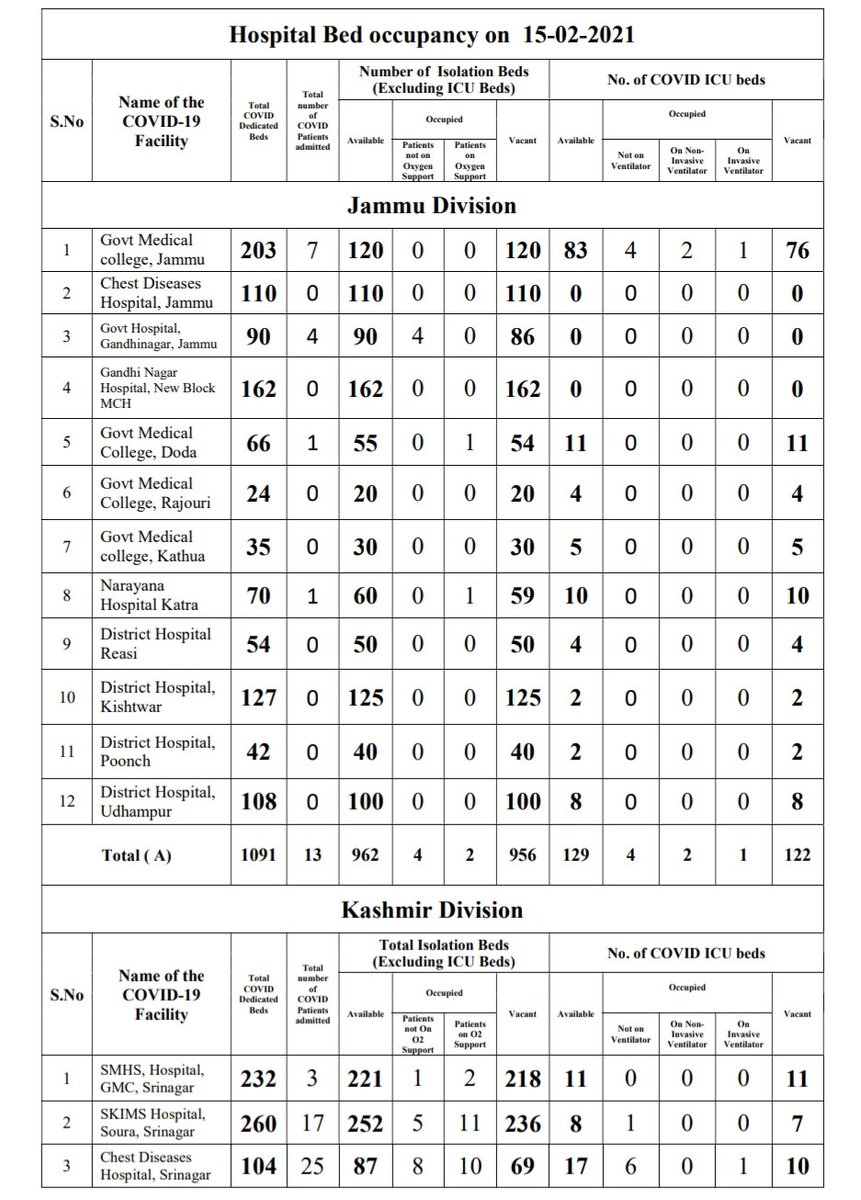 Hospital Bed occupancy on 15-02-2021
S.No
Name of the
COVID-19
Facility
Total
COVID
Dedicated
Beds
Total
number
of
COVID
Patients
admitted
Number of Isolation Beds
(Excluding ICU Beds)
No. of COVID ICU beds
Available
Occupied
Vacant
Available
Occupied
Vacant
Patients
not on
Oxygen
Support
Patients
on
Oxygen
Support
Not on
Ventilator
On Non-
Invasive
Ventilator
On
Invasive
Ventilator
Jammu Division
1 Govt Medical
college, Jammu 203 7 120 0 0 120 83 4 2 1 76
2 Chest Diseases
Hospital, Jammu 110 0 110 0 0 110 0 0 0 0 0
3 Govt Hospital,
Gandhinagar, Jammu 90 4 90 4 0 86 0 0 0 0 0
4 Gandhi Nagar
Hospital, New Block
MCH 162 0 162 0 0 162 0 0 0 0 0
5 Govt Medical
College, Doda 66 1 55 0 1 54 11 0 0 0 11
6 Govt Medical
College, Rajouri 24 0 20 0 0 20 4 0 0 0 4
7 Govt Medical
college, Kathua 35 0 30 0 0 30 5 0 0 0 5
8 Narayana
Hospital Katra 70 1 60 0 1 59 10 0 0 0 10
9 District Hospital
Reasi 54 0 50 0 0 50 4 0 0 0 4
10 District Hospital,
Kishtwar 127 0 125 0 0 125 2 0 0 0 2
11 District Hospital,
Poonch 42 0 40 0 0 40 2 0 0 0 2
12 District Hospital,
Udhampur 108 0 100 0 0 100 8 0 0 0 8
Total ( A) 1091 13 962 4 2 956 129 4 2 1 122
Kashmir Division
S.No
Name of the
COVID-19
Facility
Total
COVID
Dedicated
Beds
Total
number
of
COVID
Patients
admitted
Total Isolation Beds
(Excluding ICU Beds)
No. of COVID ICU beds
Available
Occupied
Vacant
Available
Occupied
Vacant
Patients
not On
O2
Support
Patients
on O2
Support
Not on
Ventilator
On Non-
Invasive
Ventilator
On
Invasive
Ventilator
1 SMHS, Hospital,
GMC, Srinagar 232 3 221 1 2 218 11 0 0 0 11
2 SKIMS Hospital,
Soura, Srinagar 260 17 252 5 11 236 8 1 0 0 7
3 Chest Diseases
Hospital, Srinagar 104 25 87 8 10 69 17 6 0 1 10